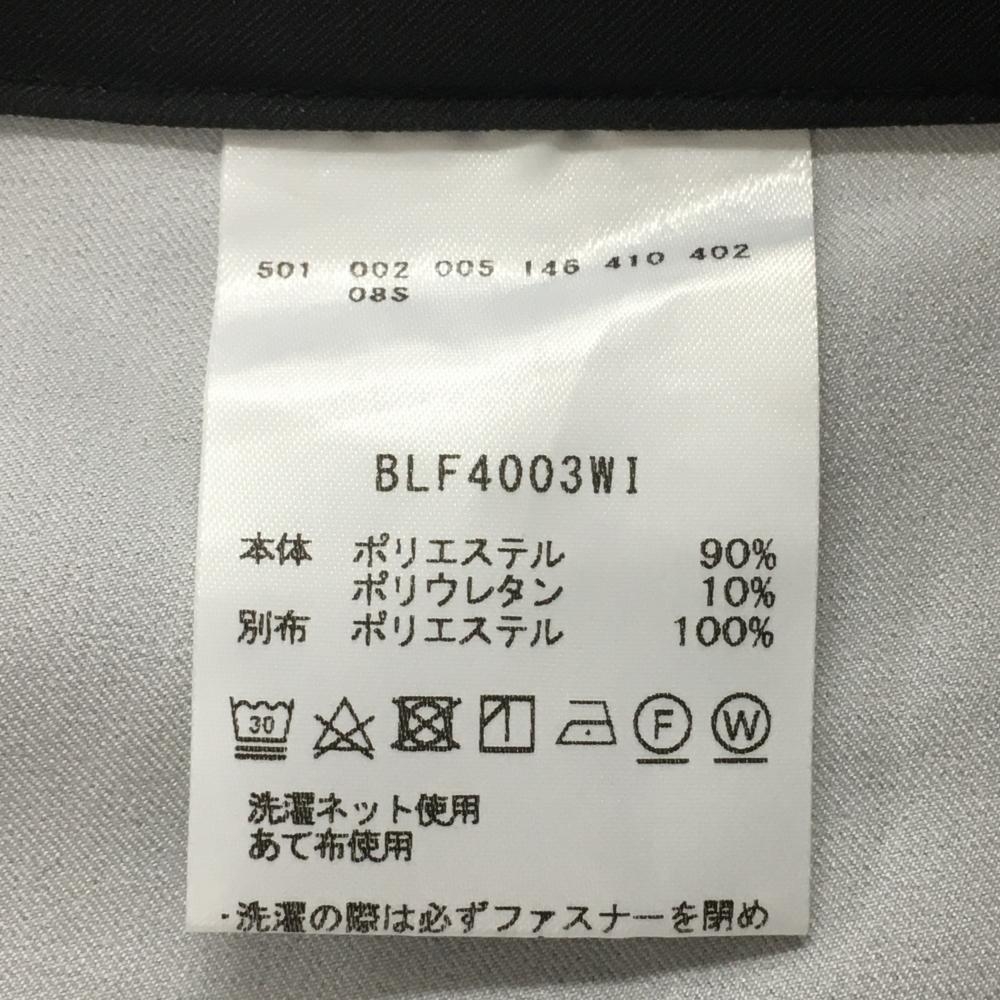 501 002 005 146 410 402
08S
BLF4003WI
本体 ポリエステル 90%
ポリウレタン 10%
別布 ポリエステル 100%
30 F W
洗濯ネット使用
あて布使用
・洗濯の際は必ずファスナーを閉め